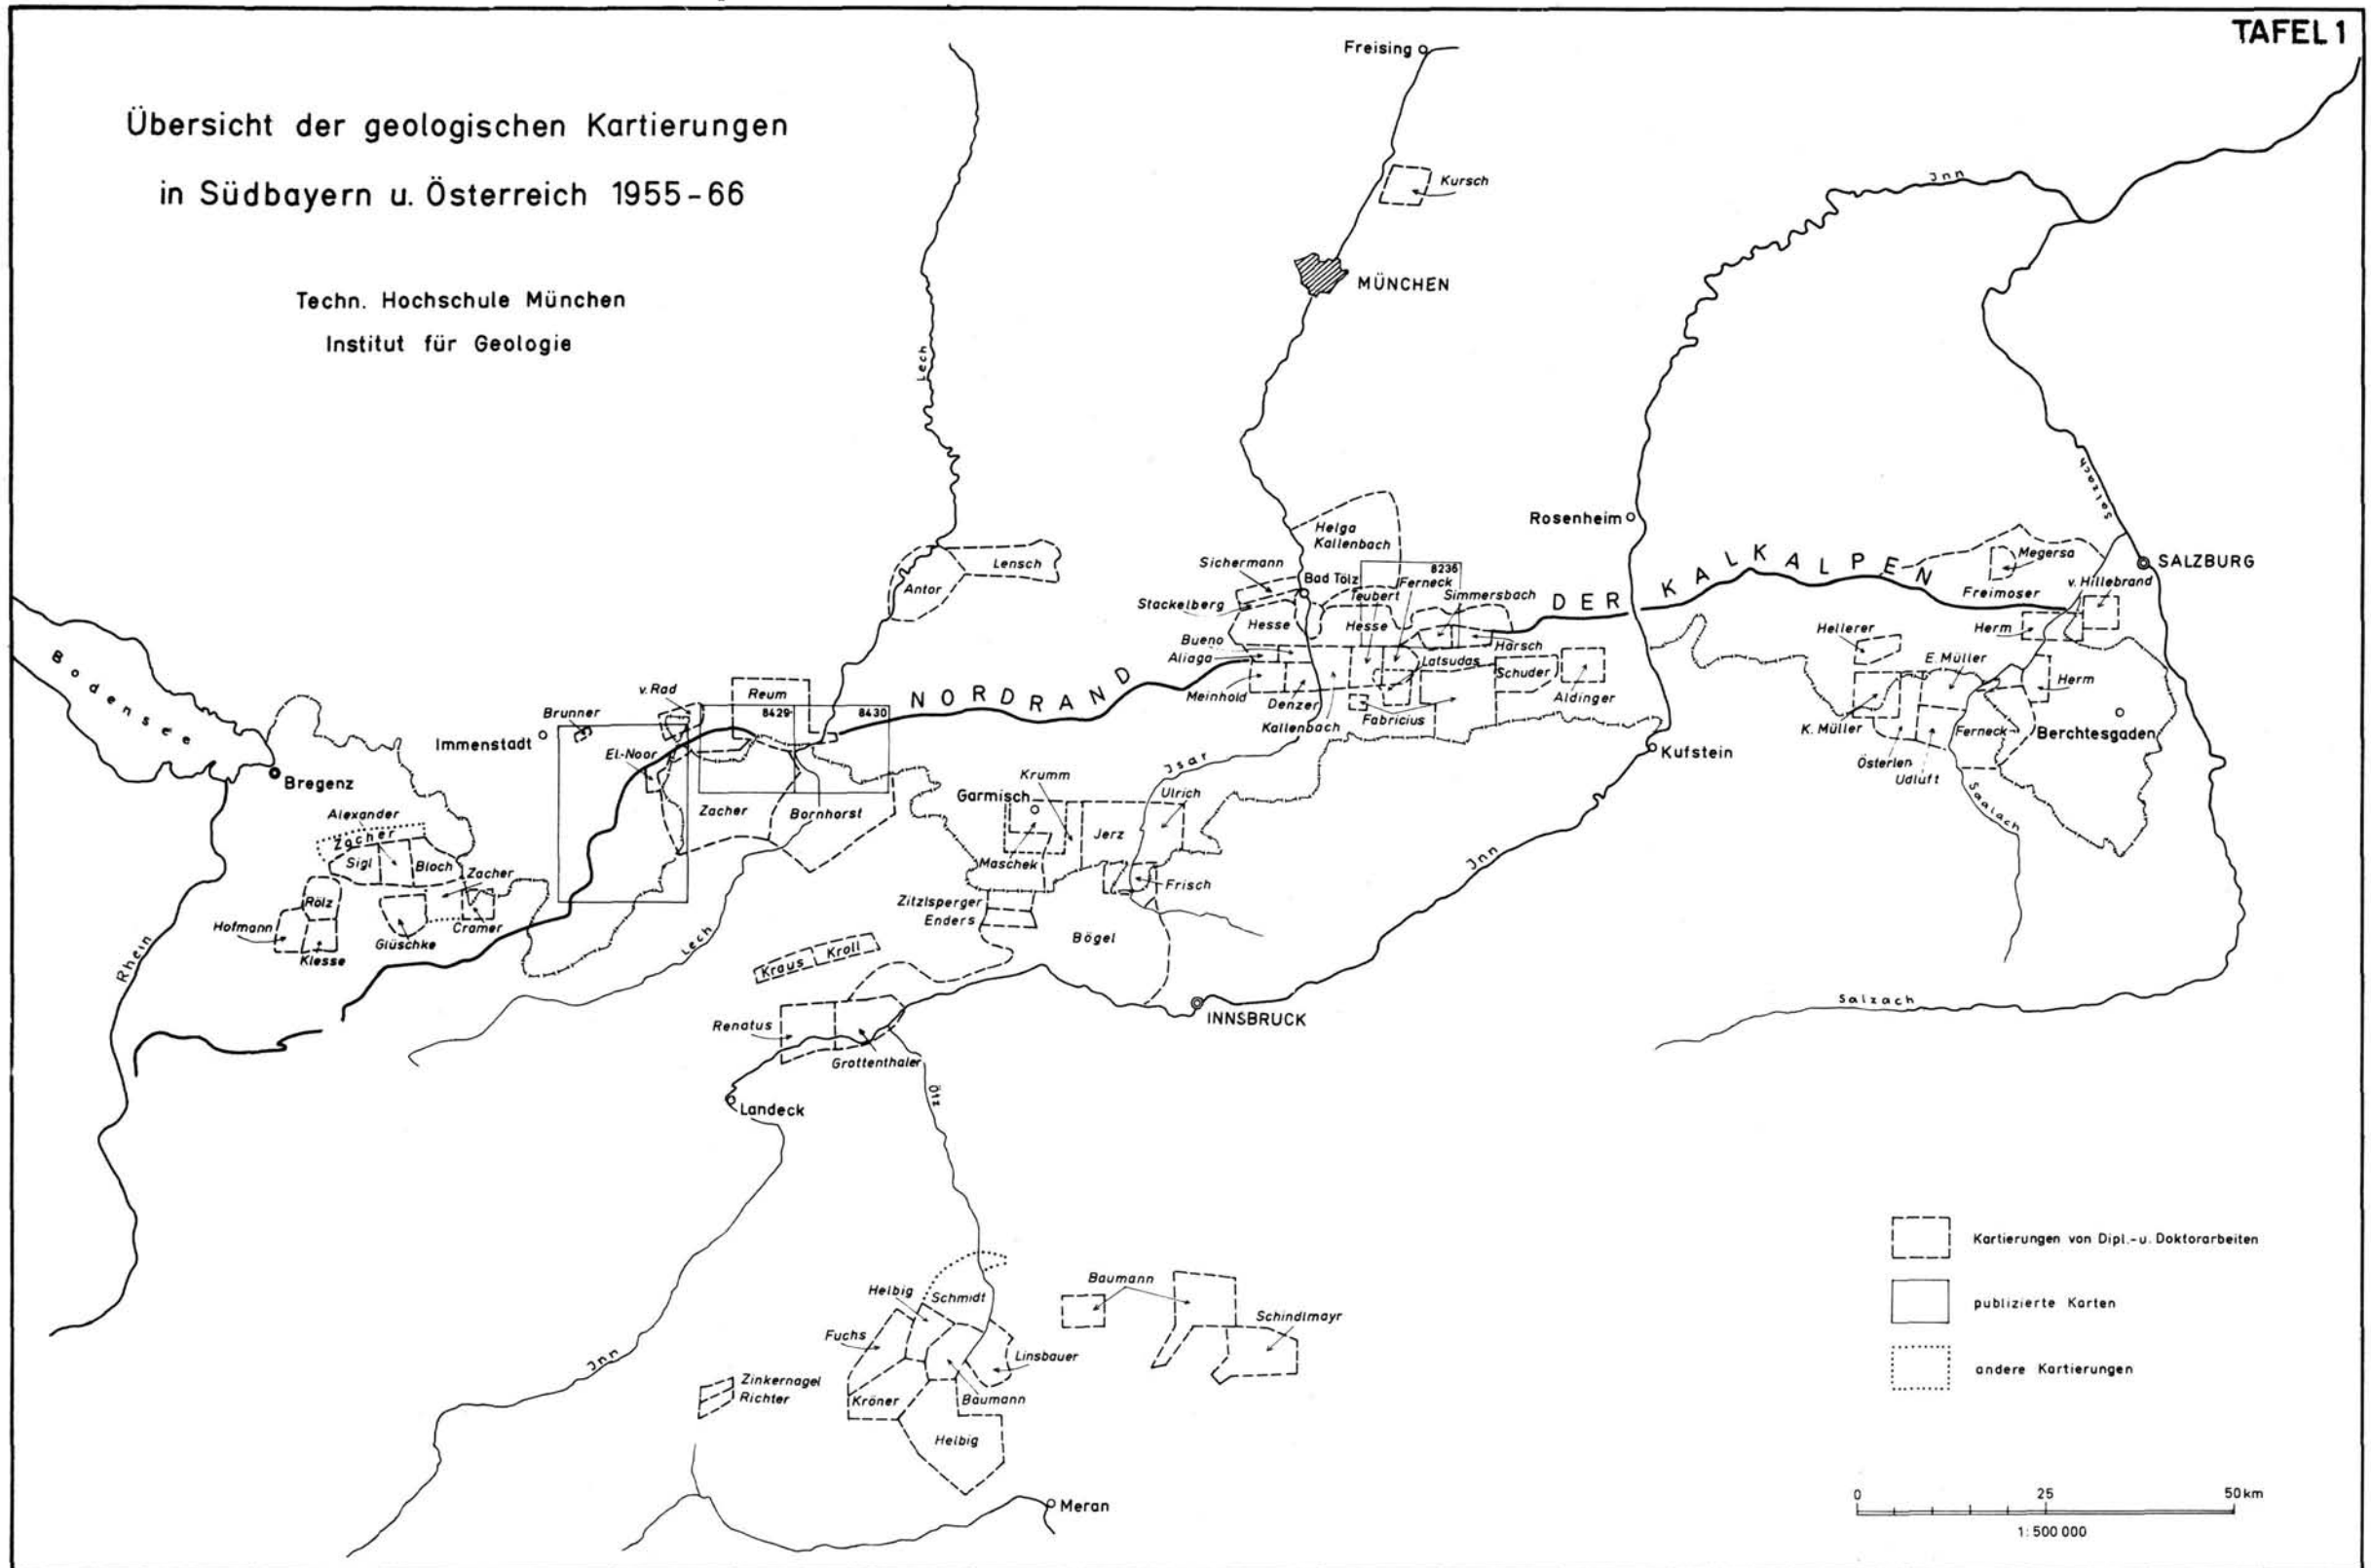 TAFEL 1
Übersicht der geologischen Kartierungen
in Südbayern u. Österreich 1955-66
Techn. Hochschule München
Institut für Geologie
Freising
Kursch
MÜNCHEN
Lech
Jnn
Salzach
Rosenheim
SALZBURG
NORDRAND DER KALKALPEN
Helga
Kallenbach
Sichermann
Bad Tölz
8236
Ferneck
Teubert
Simmersbach
Stackelberg
Hesse
Hesse
Bueno
Aliaga
Harsch
Latsudas
Schuder
Meinhold
Denzer
Aldinger
Kallenbach
Fabricius
Lensch
Antor
Megersa
v. Hillebrand
Freimoser
Herm
Hellerer
E. Müller
Herm
K. Müller
Ferneck
Berchtesgaden
Österlen
Udluft
Saalach
Kufstein
Bodensee
v. Rad
Reum
8429
8430
Brunner
Immenstadt
El.-Noor
Bregenz
Zacher
Bornhorst
Alexander
Zacher
Sigl
Bloch
Zacher
Rölz
Hofmann
Klesse
Glüschke
Cramer
Rhein
Lech
Jsar
Krumm
Garmisch
Ulrich
Jerz
Maschek
Frisch
Zitzlsperger
Enders
Bögel
Jnn
Kraus
Kroll
Renatus
Grottenthaler
INNSBRUCK
Salzach
Landeck
Ötz
Jnn
Helbig
Schmidt
Baumann
Schindlmayr
Fuchs
Linsbauer
Zinkernagel
Richter
Kröner
Baumann
Helbig
Meran
Kartierungen von Dipl.-u. Doktorarbeiten
publizierte Karten
andere Kartierungen
0 25 50 km
1: 500 000